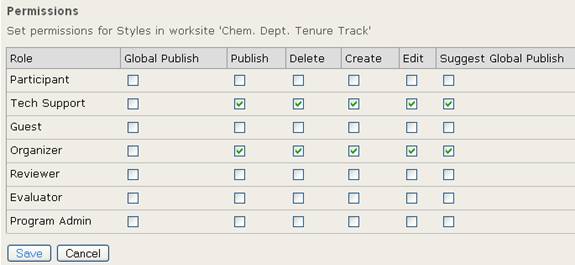 Permissions
Set permissions for Styles in worksite 'Chem. Dept. Tenure Track'
Role Global Publish Publish Delete Create Edit Suggest Global Publish
Participant
Tech Support
Guest
Organizer
Reviewer
Evaluator
Program Admin
Save Cancel